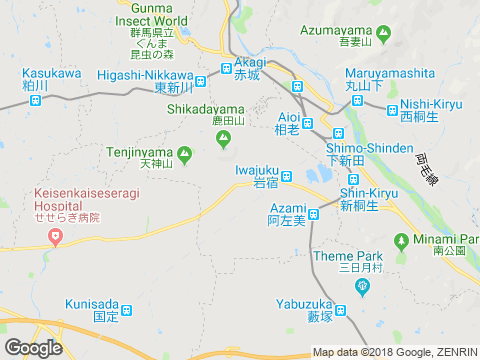 Gunma
Insect World
群馬県立
ぐんま
昆虫の森
Azumayama
吾妻山
Akagi
赤城
Kasukawa
粕川
Higashi-Nikkawa
東新川
Maruyamashita
丸山下
Nishi-Kiryu
西桐生
Shikadayama
鹿田山
Aioi
相老
Tenjinyama
天神山
Shimo-Shinden
下新田
両毛線
Iwajuku
岩宿
Keisenkaiseseragi
Hospital
せせらぎ病院
Shin-Kiryu
新桐生
Azami
阿左美
Minami Par
南公園
Theme Park
三日月村
Kunisada
国定
Yabuzuka
藪塚
Google
Map data ©2018 Google, ZENRIN